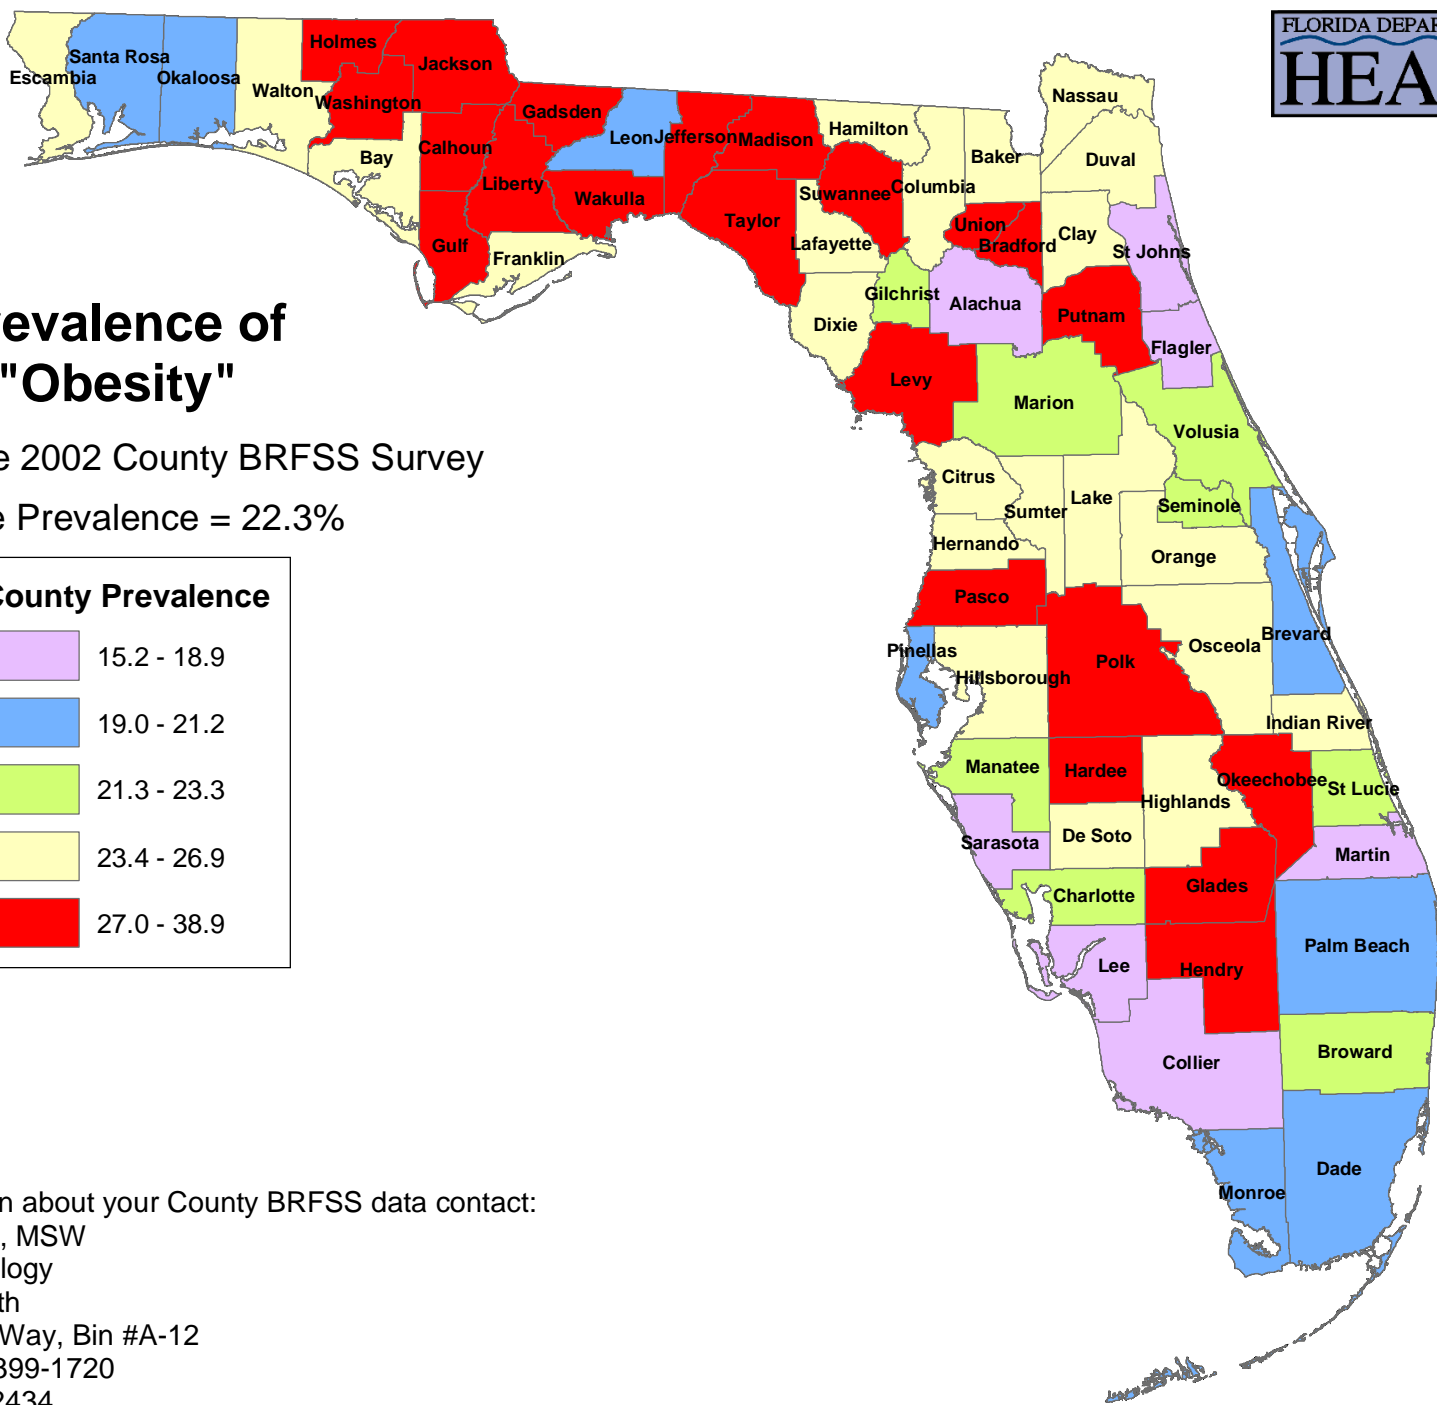 FLORIDA DEPAR
HEA
Escambia
Santa Rosa
Okaloosa
Walton
Holmes
Jackson
Washington
Bay
Calhoun
Gadsden
Liberty
Gulf
Franklin
Leon
Wakulla
Jefferson
Madison
Taylor
Hamilton
Suwannee
Lafayette
Columbia
Baker
Nassau
Duval
Union
Bradford
Clay
St Johns
Dixie
Gilchrist
Alachua
Putnam
Flagler
Levy
Marion
Volusia
Citrus
Sumter
Lake
Seminole
Hernando
Orange
Pasco
Pinellas
Hillsborough
Polk
Osceola
Brevard
Indian River
Manatee
Hardee
Highlands
Okeechobee
St Lucie
Sarasota
De Soto
Martin
Charlotte
Glades
Lee
Hendry
Palm Beach
Collier
Broward
Monroe
Dade
evalence of
"Obesity"
e 2002 County BRFSS Survey
e Prevalence = 22.3%
County Prevalence
15.2 - 18.9
19.0 - 21.2
21.3 - 23.3
23.4 - 26.9
27.0 - 38.9
n about your County BRFSS data contact:
, MSW
logy
th
Way, Bin #A-12
399-1720
2434